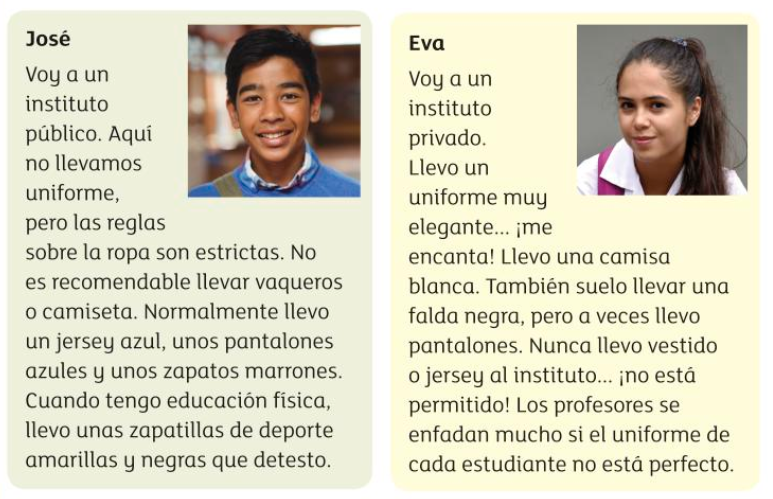 José
Voy a un
instituto
público. Aquí
no llevamos
uniforme,
pero las reglas
sobre la ropa son estrictas. No
es recomendable llevar vaqueros
o camiseta. Normalmente llevo
un jersey azul, unos pantalones
azules y unos zapatos marrones.
Cuando tengo educación física,
llevo unas zapatillas de deporte
amarillas y negras que detesto.
Eva
Voy a un
instituto
privado.
Llevo un
uniforme muy
elegante... ¡me
encanta! Llevo una camisa
blanca. También suelo llevar una
falda negra, pero a veces llevo
pantalones. Nunca llevo vestido
o jersey al instituto... ¡no está
permitido! Los profesores se
enfadan mucho si el uniforme de
cada estudiante no está perfecto.